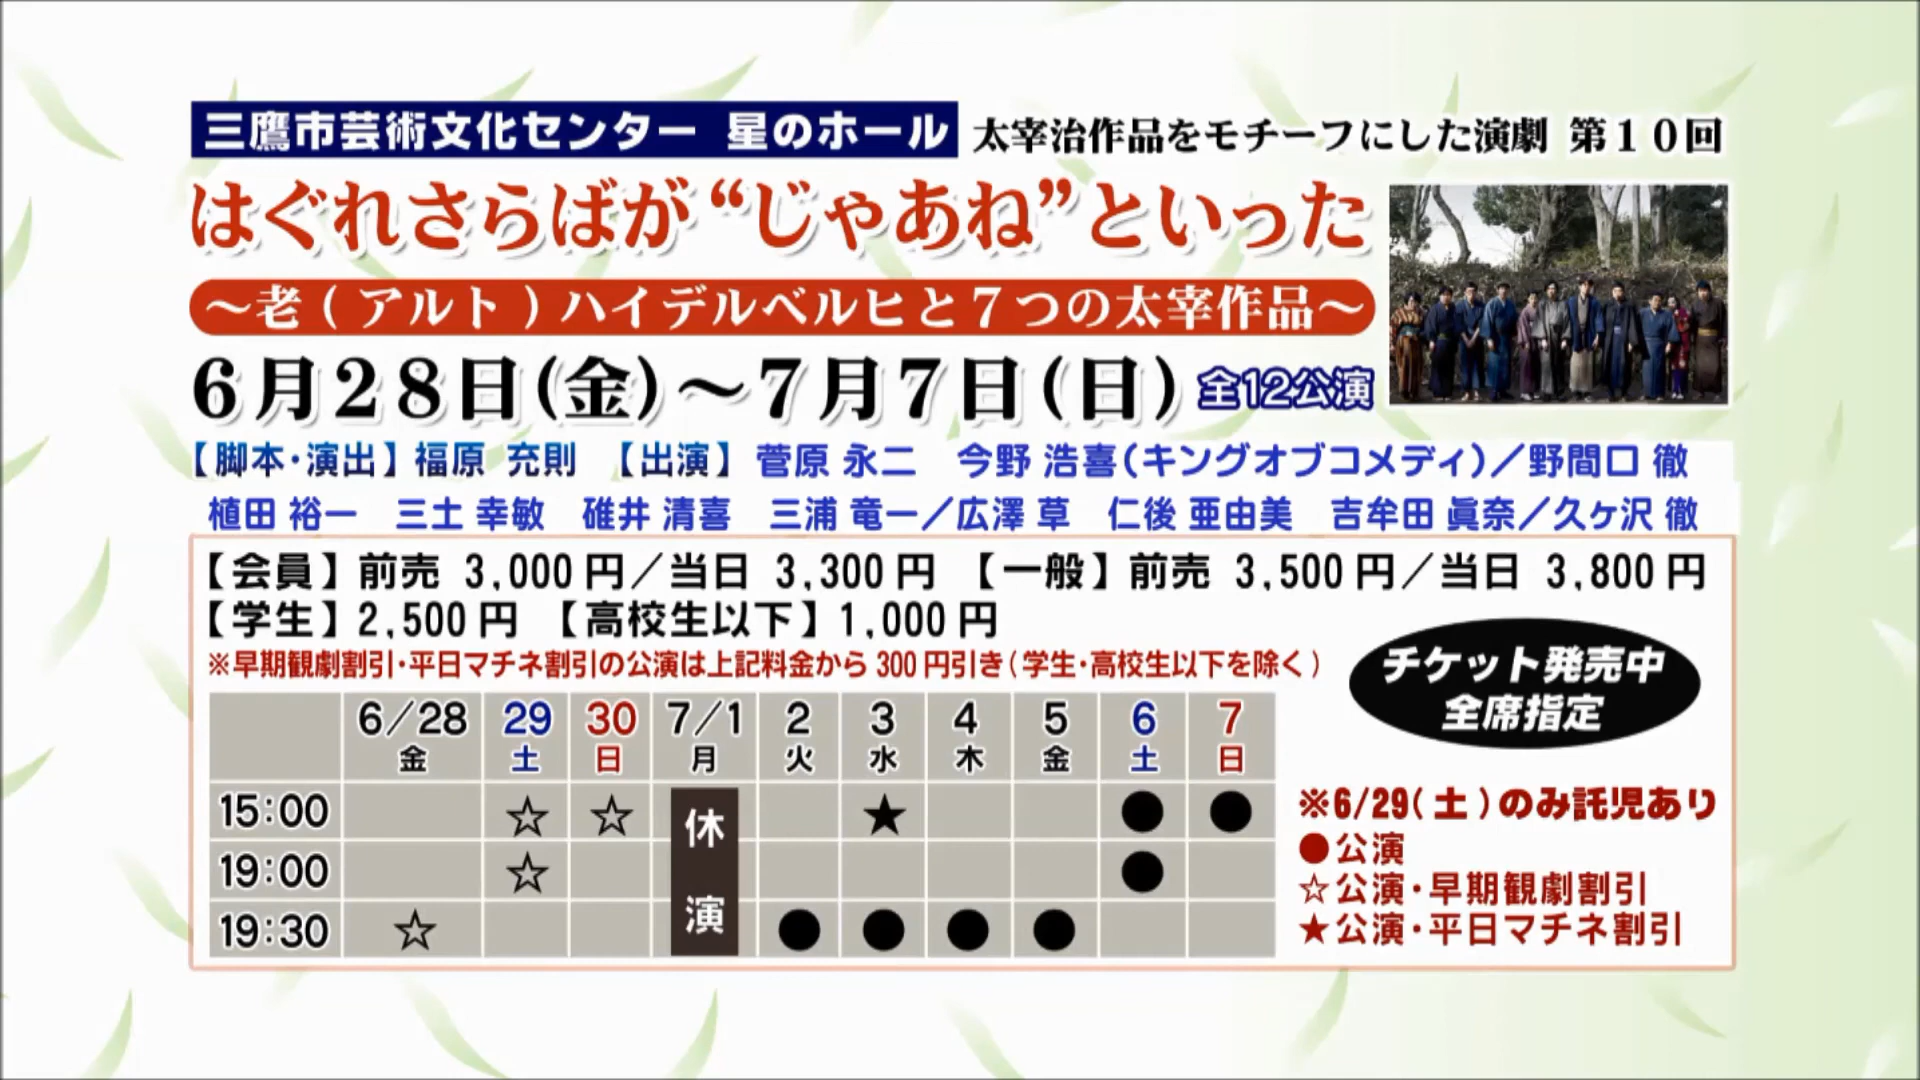 三鷹市芸術文化センター 星のホール 太宰治作品をモチーフにした演劇 第10回
はぐれさらばが“じゃあね”といった
～老(アルト)ハイデルベルヒと7つの太宰作品～
6月28日(金)～7月7日(日) 全12公演
【脚本・演出】福原 充則 【出演】菅原 永二 今野 浩喜(キングオブコメディ)／野間口 徹
植田 裕一 三土 幸敏 碓井 清喜 三浦 竜一／広澤 草 仁後 亜由美 吉牟田 眞奈／久ヶ沢 徹
【会員】前売 3,000円／当日 3,300円 【一般】前売 3,500円／当日 3,800円
【学生】2,500円 【高校生以下】1,000円
※早期観劇割引・平日マチネ割引の公演は上記料金から300円引き(学生・高校生以下を除く)
チケット発売中
全席指定
6／28 29 30 7／1 2 3 4 5 6 7
金 土 日 月 火 水 木 金 土 日
15:00 ☆ ☆ ★ ● ●
19:00 ☆ ●
19:30 ☆ ● ● ● ●
休演
※6/29(土)のみ託児あり
●公演
☆公演・早期観劇割引
★公演・平日マチネ割引